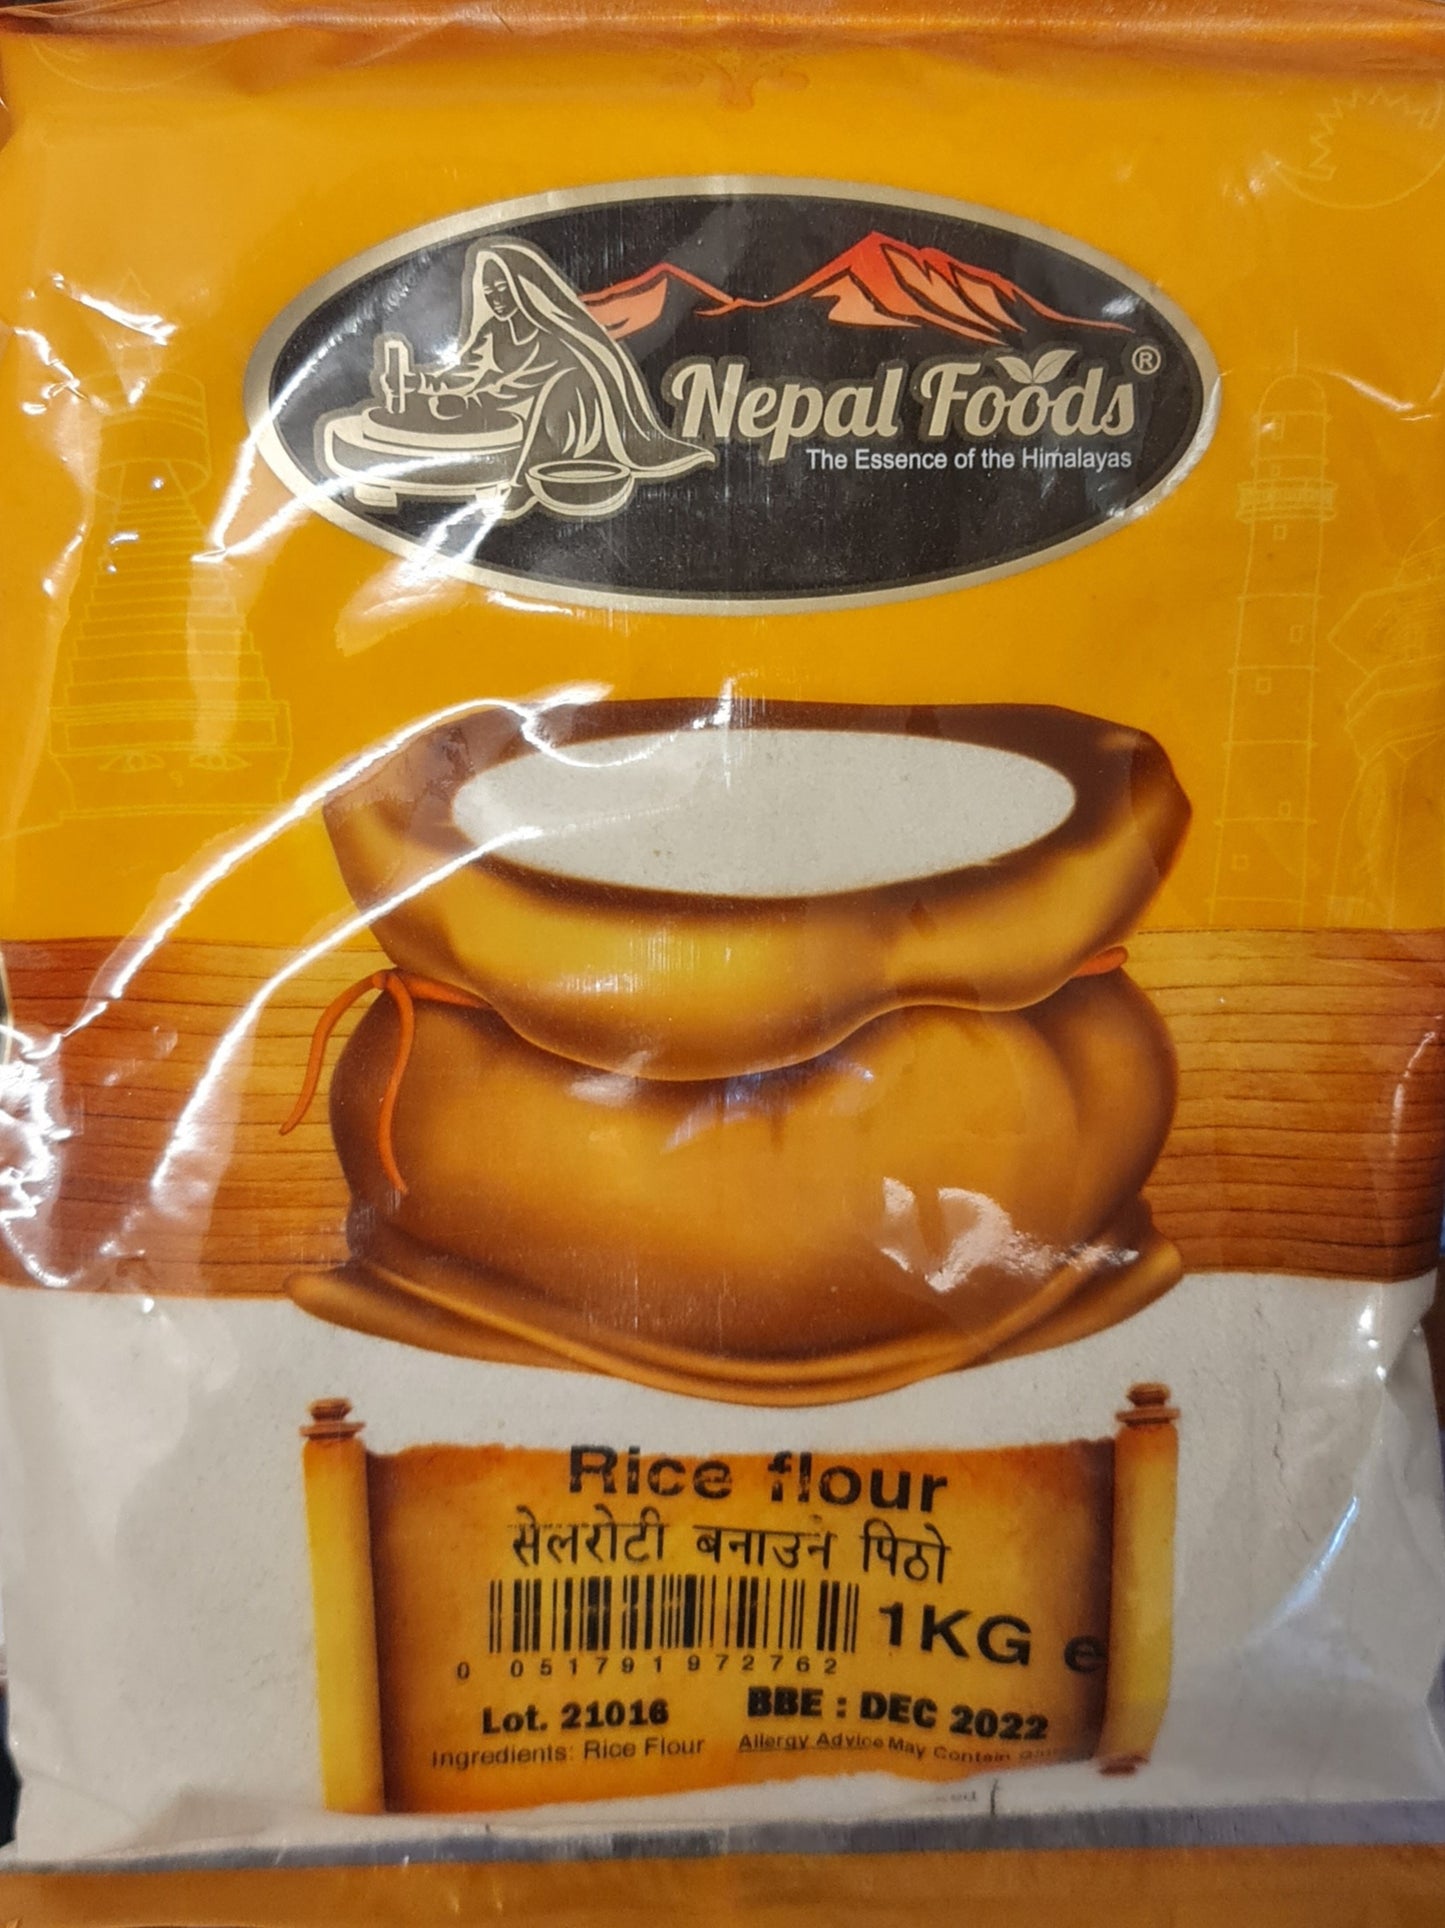 Nepal Foods®
The Essence of the Himalayas
Rice flour
सेलरोटी बनाउने पिठो
1KG e
0 051791 972762
Lot. 21016 BBE : DEC 2022
Ingredients: Rice Flour Allergy Advice May Contain